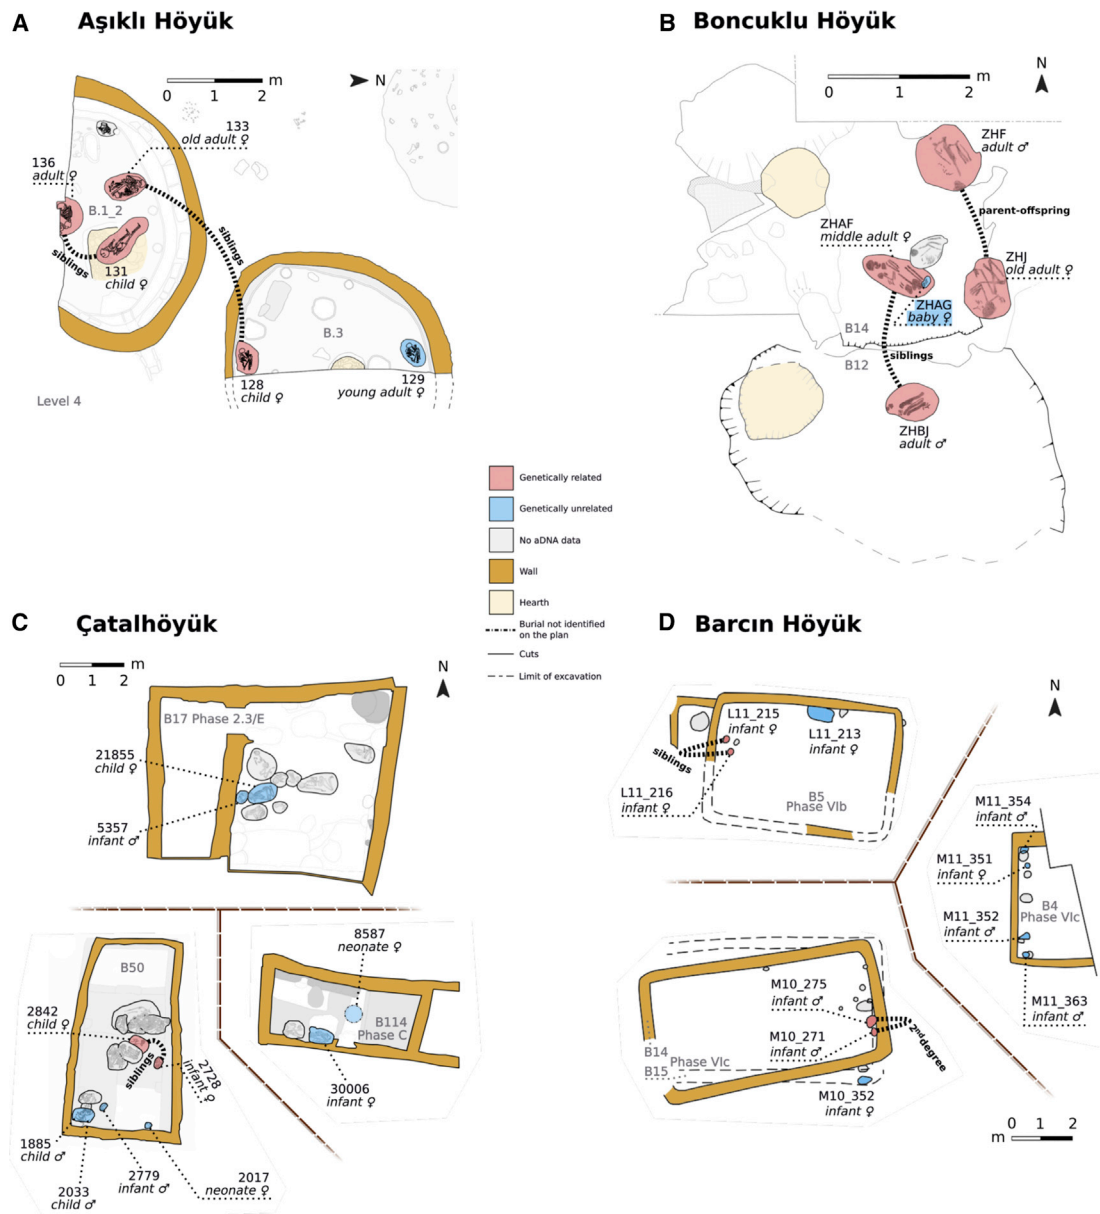 A Aşıklı Höyük
0 1 2 m
N
133
old adult ♀
136
adult ♀
B.1_2
siblings
131
child ♀
siblings
B.3
128
child ♀
129
young adult ♀
Level 4
B Boncuklu Höyük
0 1 2 m
N
ZHF
adult ♂
parent-offspring
ZHAF
middle adult ♀
ZHJ
old adult ♀
ZHAG
baby ♀
B14
siblings
B12
ZHBJ
adult ♂
Genetically related
Genetically unrelated
No aDNA data
Wall
Hearth
Burial not identified
on the plan
Cuts
Limit of excavation
C Çatalhöyük
0 1 2 m
N
B17 Phase 2.3/E
21855
child ♀
5357
infant ♂
B50
2842
child ♀
siblings
2728
infant ♀
1885
child ♂
2033
child ♂
2779
infant ♂
2017
neonate ♀
8587
neonate ♀
B114
Phase C
30006
infant ♀
D Barcın Höyük
N
L11_215
infant ♀
L11_213
infant ♀
siblings
L11_216
infant ♀
B5
Phase VIb
M11_354
infant ♂
M11_351
infant ♀
B4
Phase VIc
M11_352
infant ♂
M11_363
infant ♂
M10_275
infant ♂
M10_271
infant ♂
2nd degree
B14
B15
Phase VIc
M10_352
infant ♀
m 0 1 2